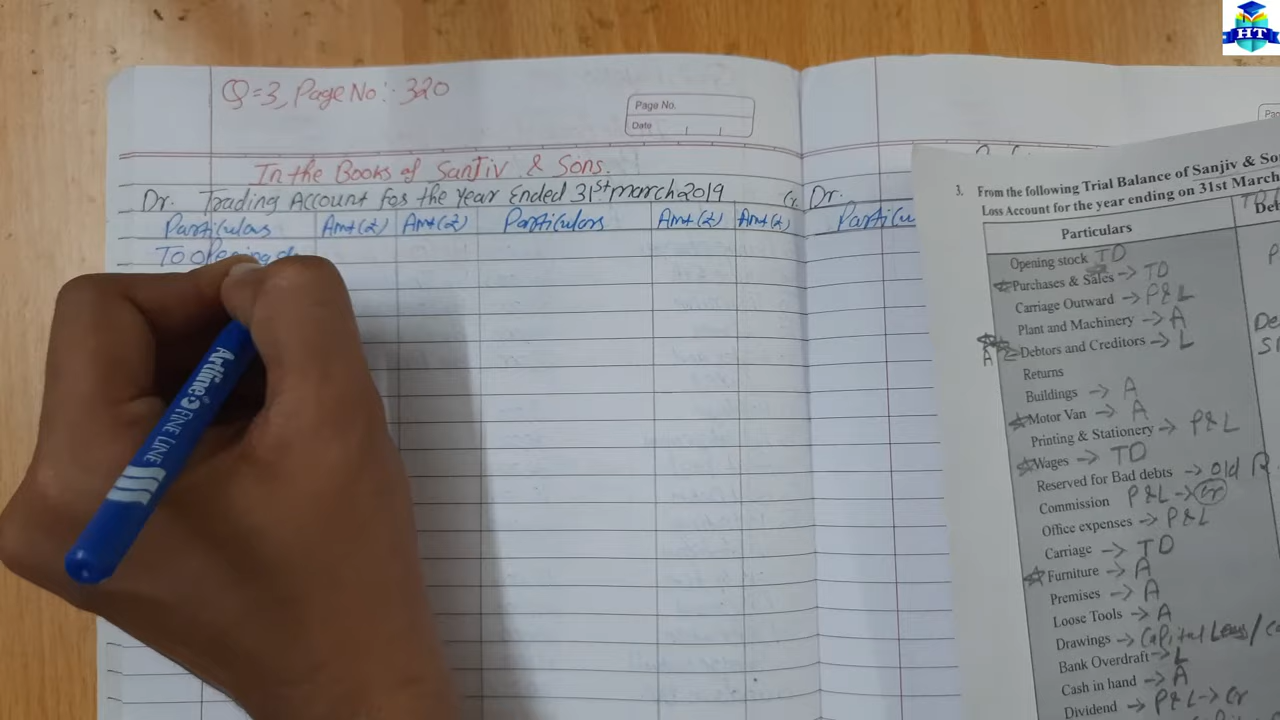 HT
Q=3, Page No:- 320
Page No.
Date
In the Books of Sanjiv & Sons.
Dr. Trading Account for the Year Ended 31st march 2019 Cr.
Particulars Amt(₹) Amt(₹) Particulars Amt(₹) Amt(₹)
To Opening
Dr.
Particu
3. From the following Trial Balance of Sanjiv & So
Loss Account for the year ending on 31st March
Particulars
Deb
Opening stock TD
Purchases & Sales → TD
Carriage Outward → P&L
Plant and Machinery → A
Debtors and Creditors → L
A
Returns
Buildings → A
Motor Van → A
Printing & Stationery → P&L
Wages → TD
Reserved for Bad debts → Old
Commission P&L → Cr
Office expenses → P&L
Carriage → TD
Furniture → A
Premises → A
Loose Tools → A
Drawings → Capital Less /
Bank Overdraft → L
Cash in hand → A
Dividend → P&L → Cr